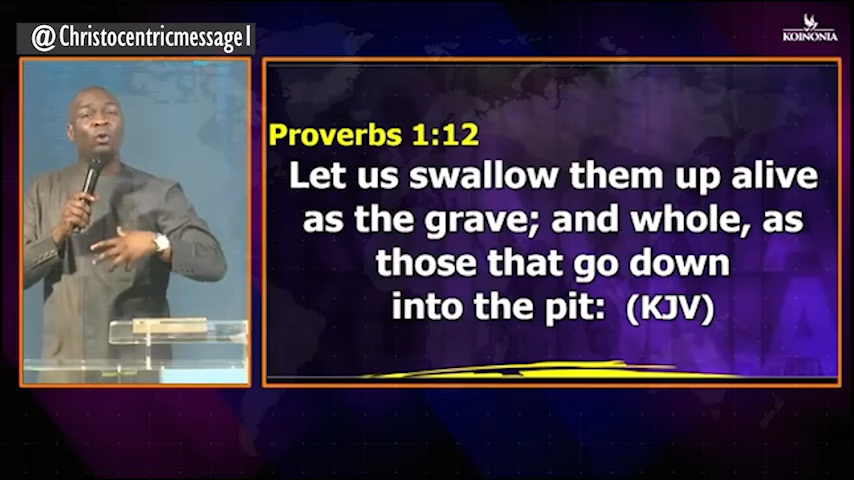 @Christocentricmessage1
KOINONIA
Proverbs 1:12
Let us swallow them up alive
as the grave; and whole, as
those that go down
into the pit: (KJV)